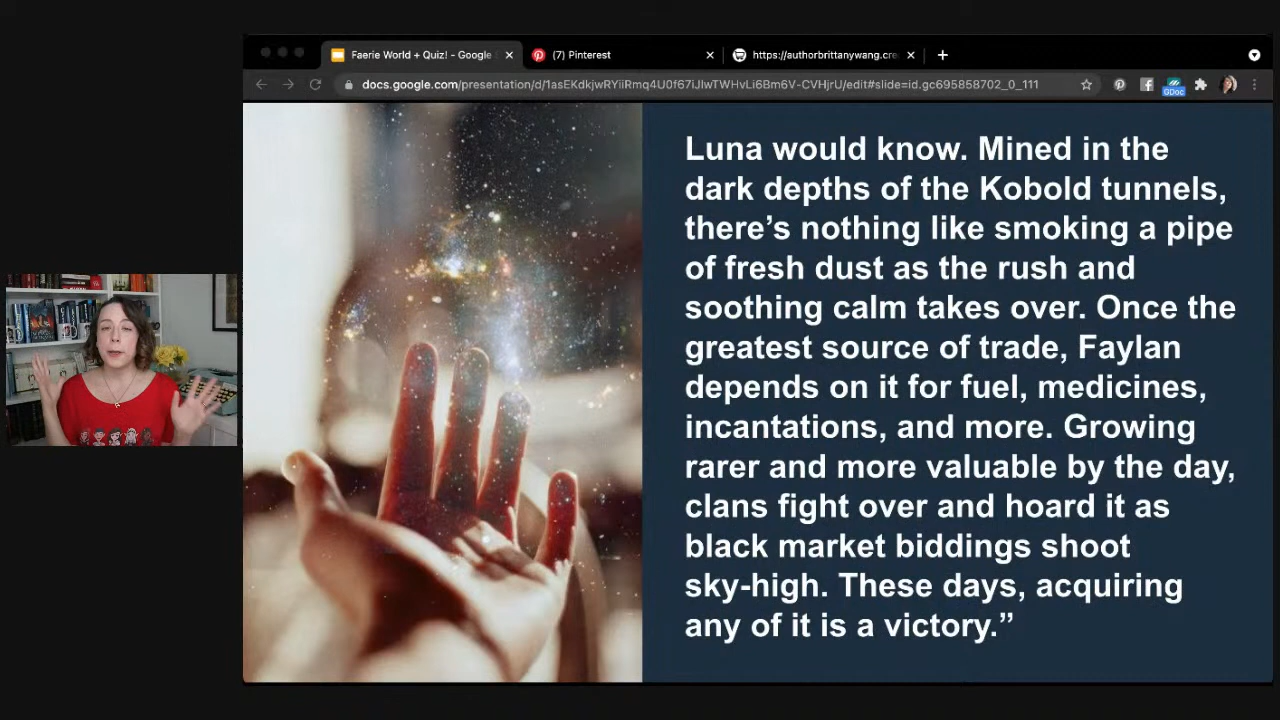 Faerie World + Quiz! - Google
(7) Pinterest
https://authorbrittanywang.cre
docs.google.com/presentation/d/1asEKdkjwRYiiRmq4U0f67iJlwTWHvLi6Bm6V-CVHjrU/edit#slide=id.gc695858702_0_111
GDoc
Luna would know. Mined in the
dark depths of the Kobold tunnels,
there’s nothing like smoking a pipe
of fresh dust as the rush and
soothing calm takes over. Once the
greatest source of trade, Faylan
depends on it for fuel, medicines,
incantations, and more. Growing
rarer and more valuable by the day,
clans fight over and hoard it as
black market biddings shoot
sky-high. These days, acquiring
any of it is a victory.”